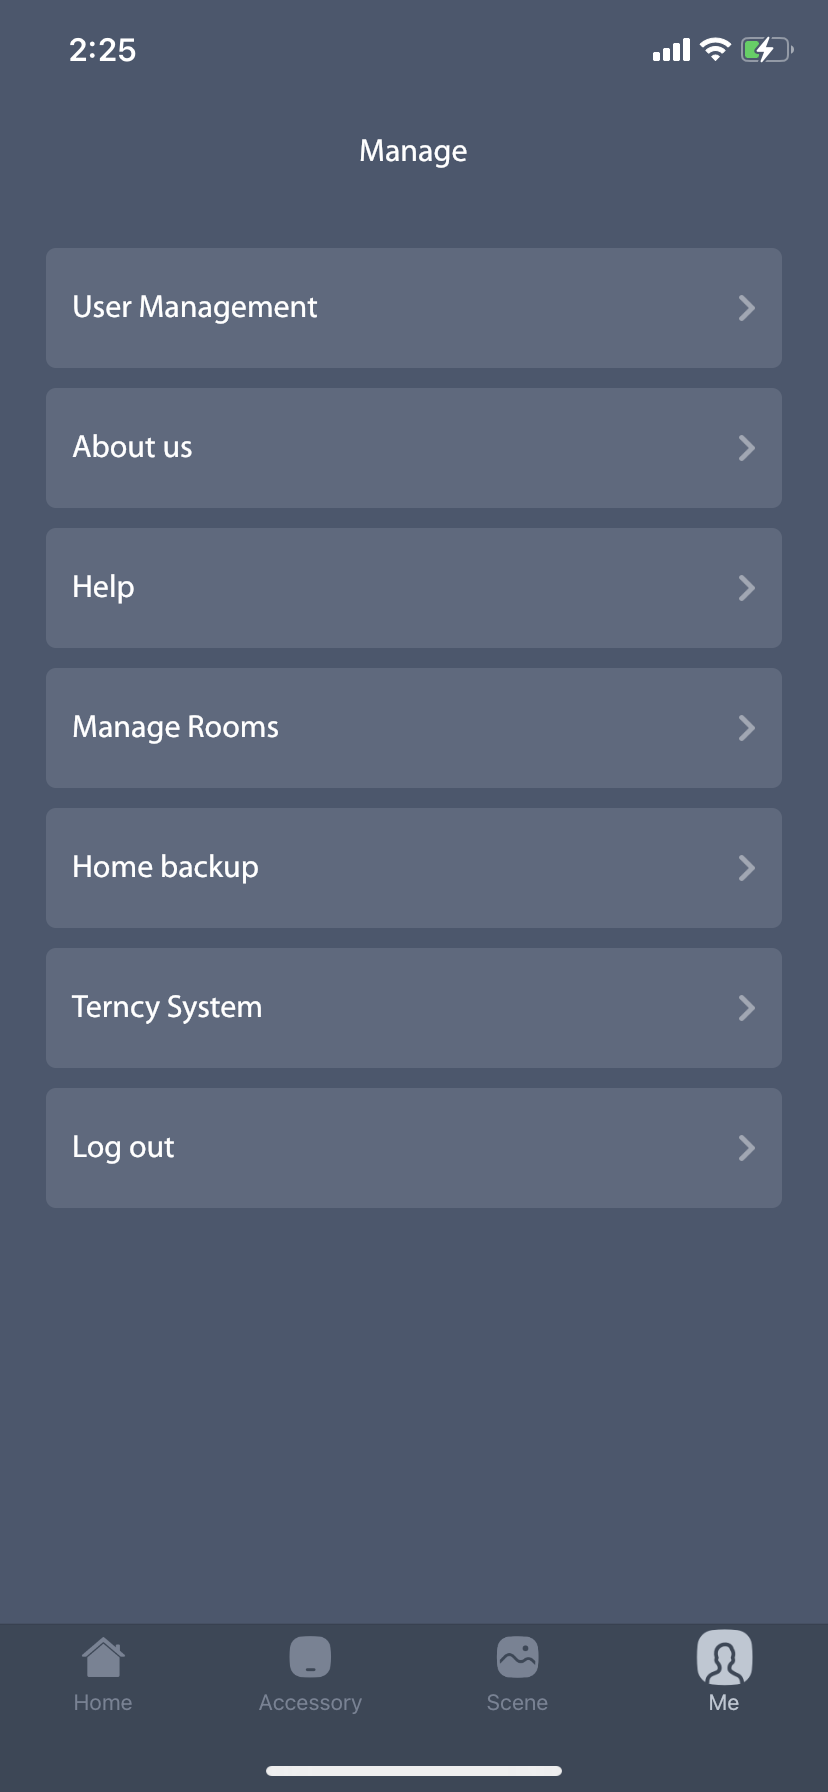 2:25
Manage
User Management
About us
Help
Manage Rooms
Home backup
Terncy System
Log out
Home
Accessory
Scene
Me